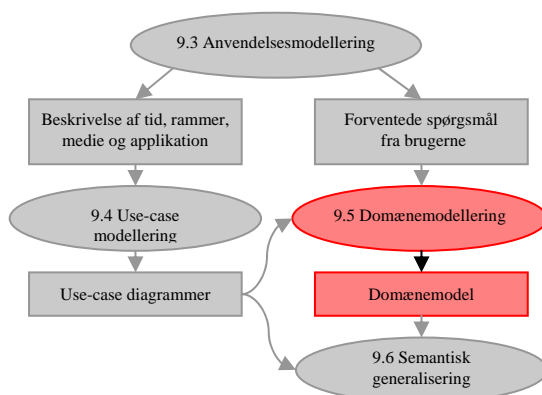 9.3 Anvendelsesmodellering
Beskrivelse af tid, rammer,
medie og applikation
Forventede spørgsmål
fra brugerne
9.4 Use-case
modellering
9.5 Domænemodellering
Use-case diagrammer
Domænemodel
9.6 Semantisk
generalisering